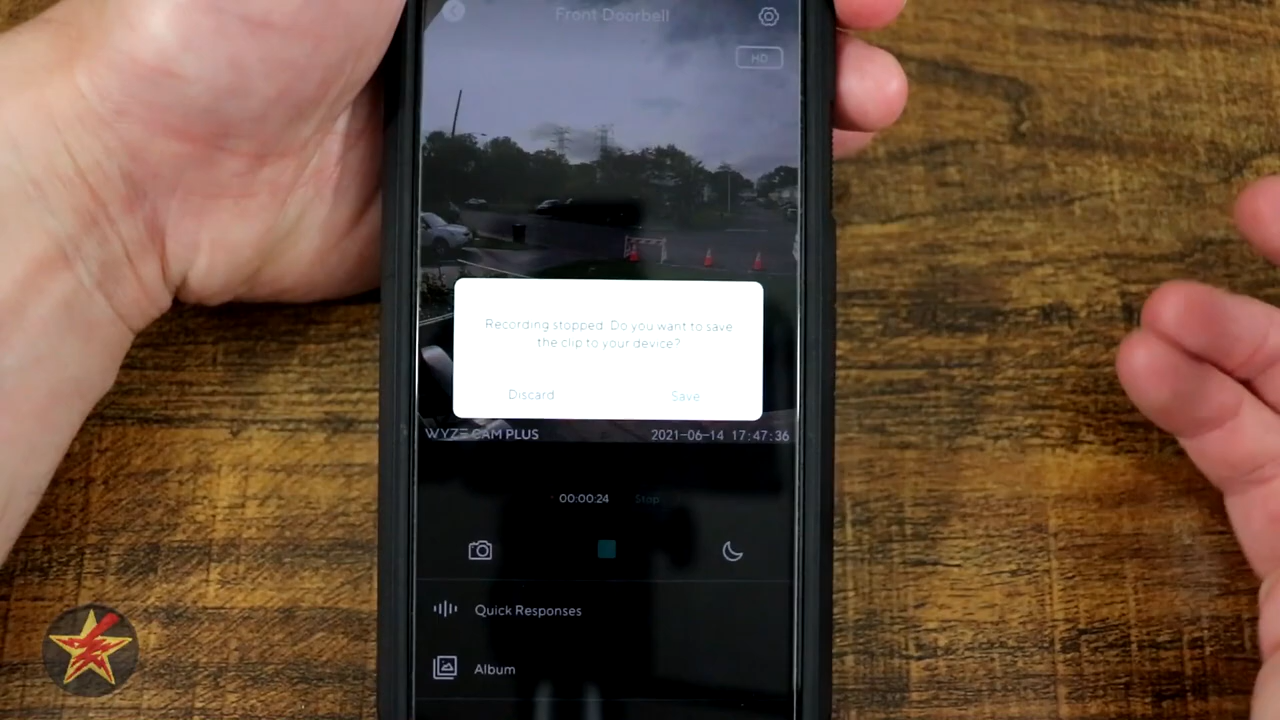 Front Doorbell
HD
Recording stopped. Do you want to save
the clip to your device?
Discard Save
WYZE CAM PLUS 2021-06-14 17:47:36
00:00:24 Stop
Quick Responses
Album